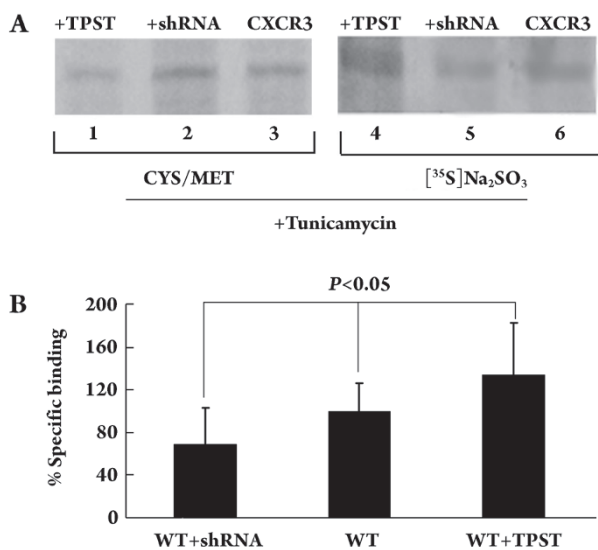 A
+TPST +shRNA CXCR3 +TPST +shRNA CXCR3
1 2 3 4 5 6
CYS/MET [³⁵S]Na₂SO₃
+Tunicamycin
B
P<0.05
% Specific binding
200
160
120
80
40
0
WT+shRNA WT WT+TPST